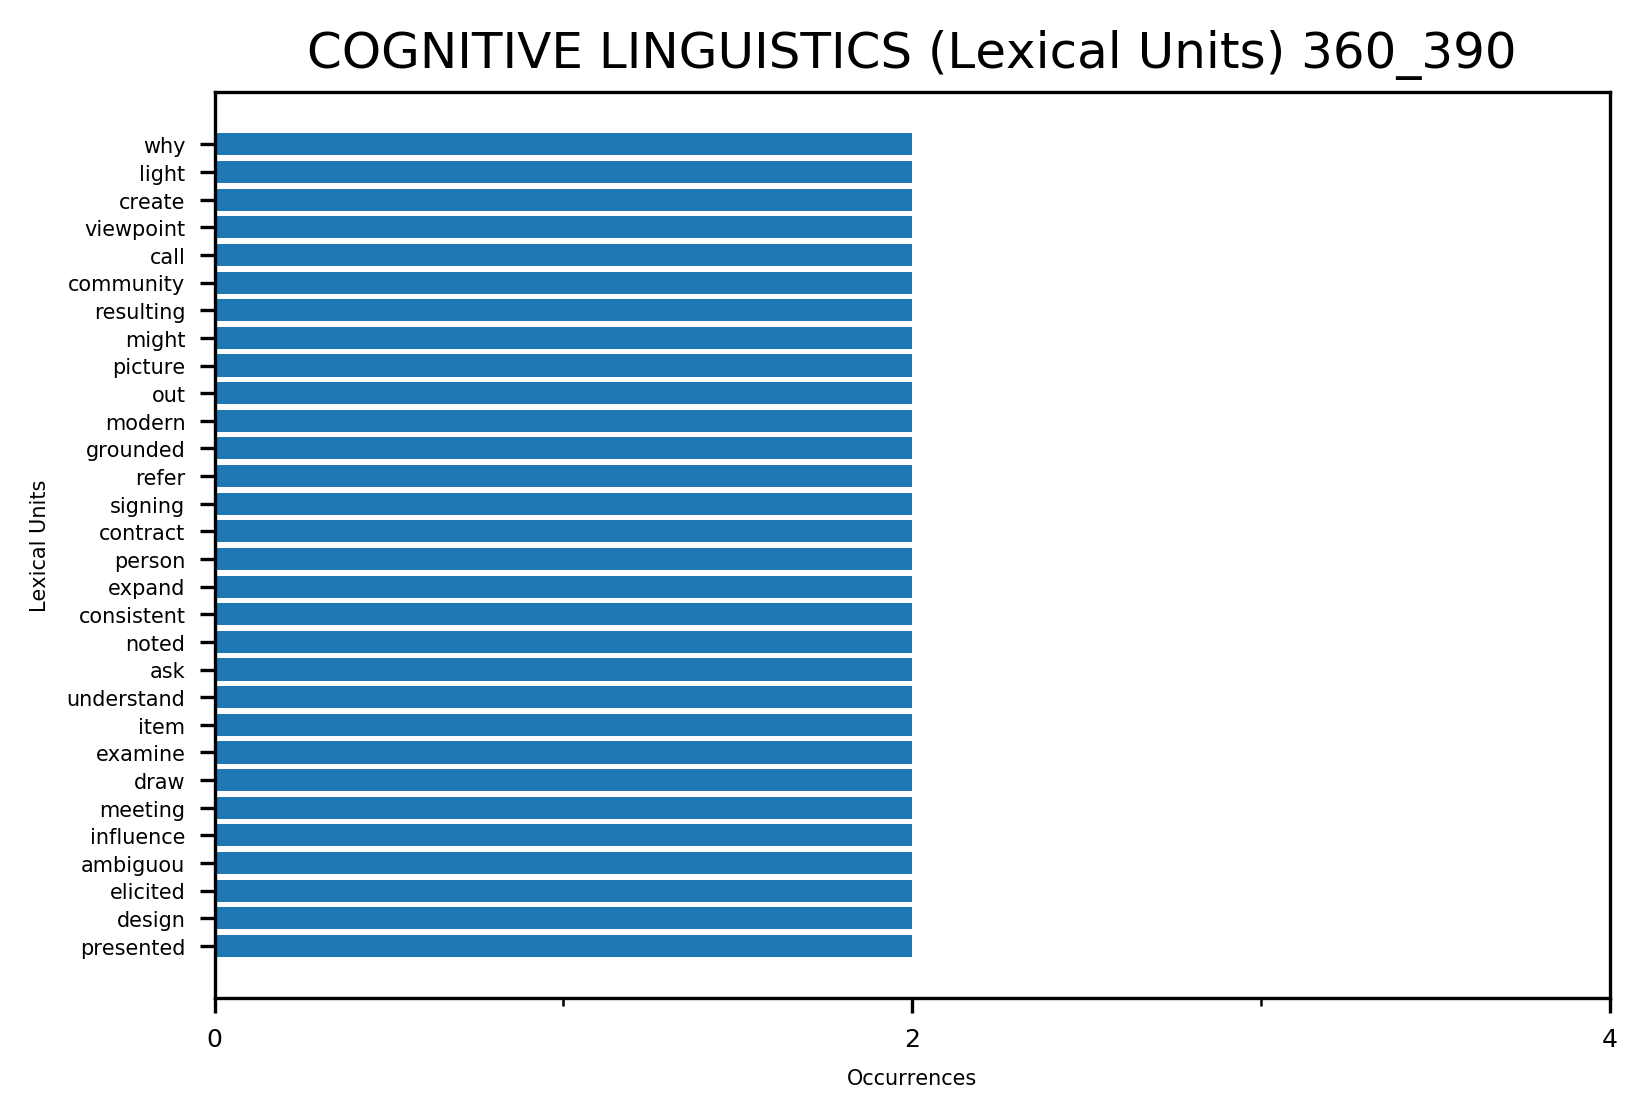 COGNITIVE LINGUISTICS (Lexical Units) 360_390
why
light
create
viewpoint
call
community
resulting
might
picture
out
modern
grounded
refer
signing
contract
person
expand
consistent
noted
ask
understand
item
examine
draw
meeting
influence
ambiguou
elicited
design
presented
Lexical Units
0 2 4
Occurrences